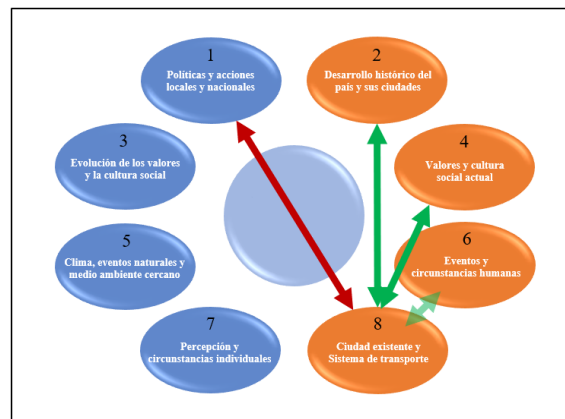 1
Políticas y acciones
locales y nacionales
2
Desarrollo histórico del
país y sus ciudades
3
Evolución de los valores
y la cultura social
4
Valores y cultura
social actual
5
Clima, eventos naturales y
medio ambiente cercano
6
Eventos y
circunstancias humanas
7
Percepción y
circunstancias individuales
8
Ciudad existente y
Sistema de transporte